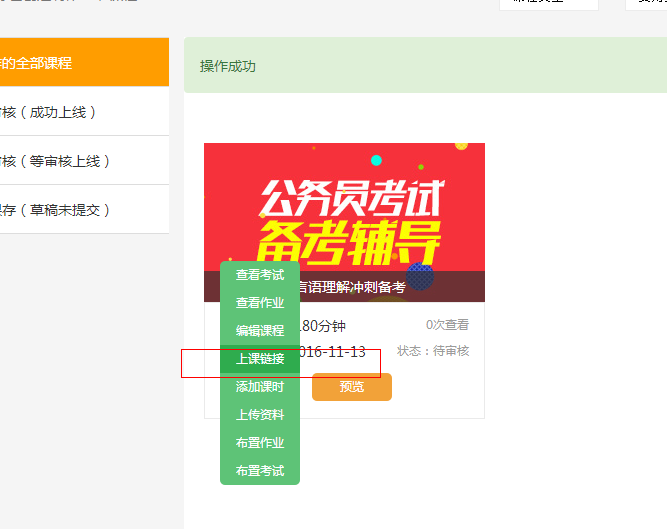 的全部课程
核（成功上线）
核（等审核上线）
存（草稿未提交）
操作成功
公务员考试
备考辅导
言语理解冲刺备考
180分钟
0次查看
016-11-13
状态：待审核
预览
查看考试
查看作业
编辑课程
上课链接
添加课时
上传资料
布置作业
布置考试